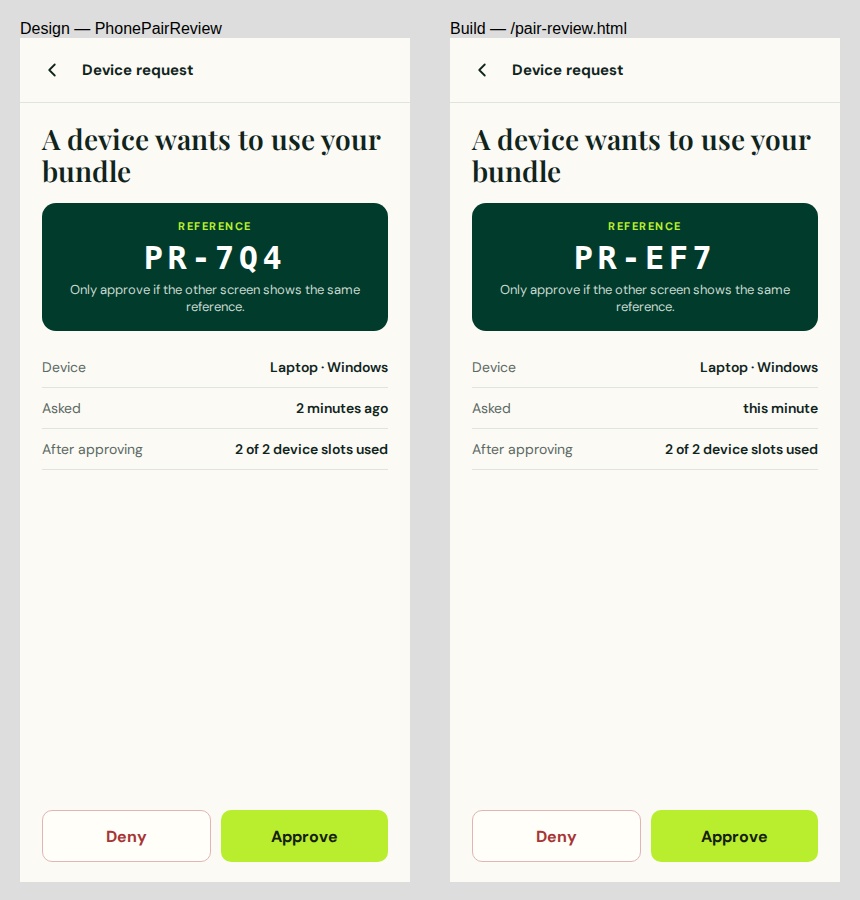 Design — PhonePairReview
Device request
A device wants to use your
bundle
REFERENCE
PR-7Q4
Only approve if the other screen shows the same
reference.
Device
Laptop · Windows
Asked
2 minutes ago
After approving
2 of 2 device slots used
Deny
Approve
Build — /pair-review.html
Device request
A device wants to use your
bundle
REFERENCE
PR-EF7
Only approve if the other screen shows the same
reference.
Device
Laptop · Windows
Asked
this minute
After approving
2 of 2 device slots used
Deny
Approve